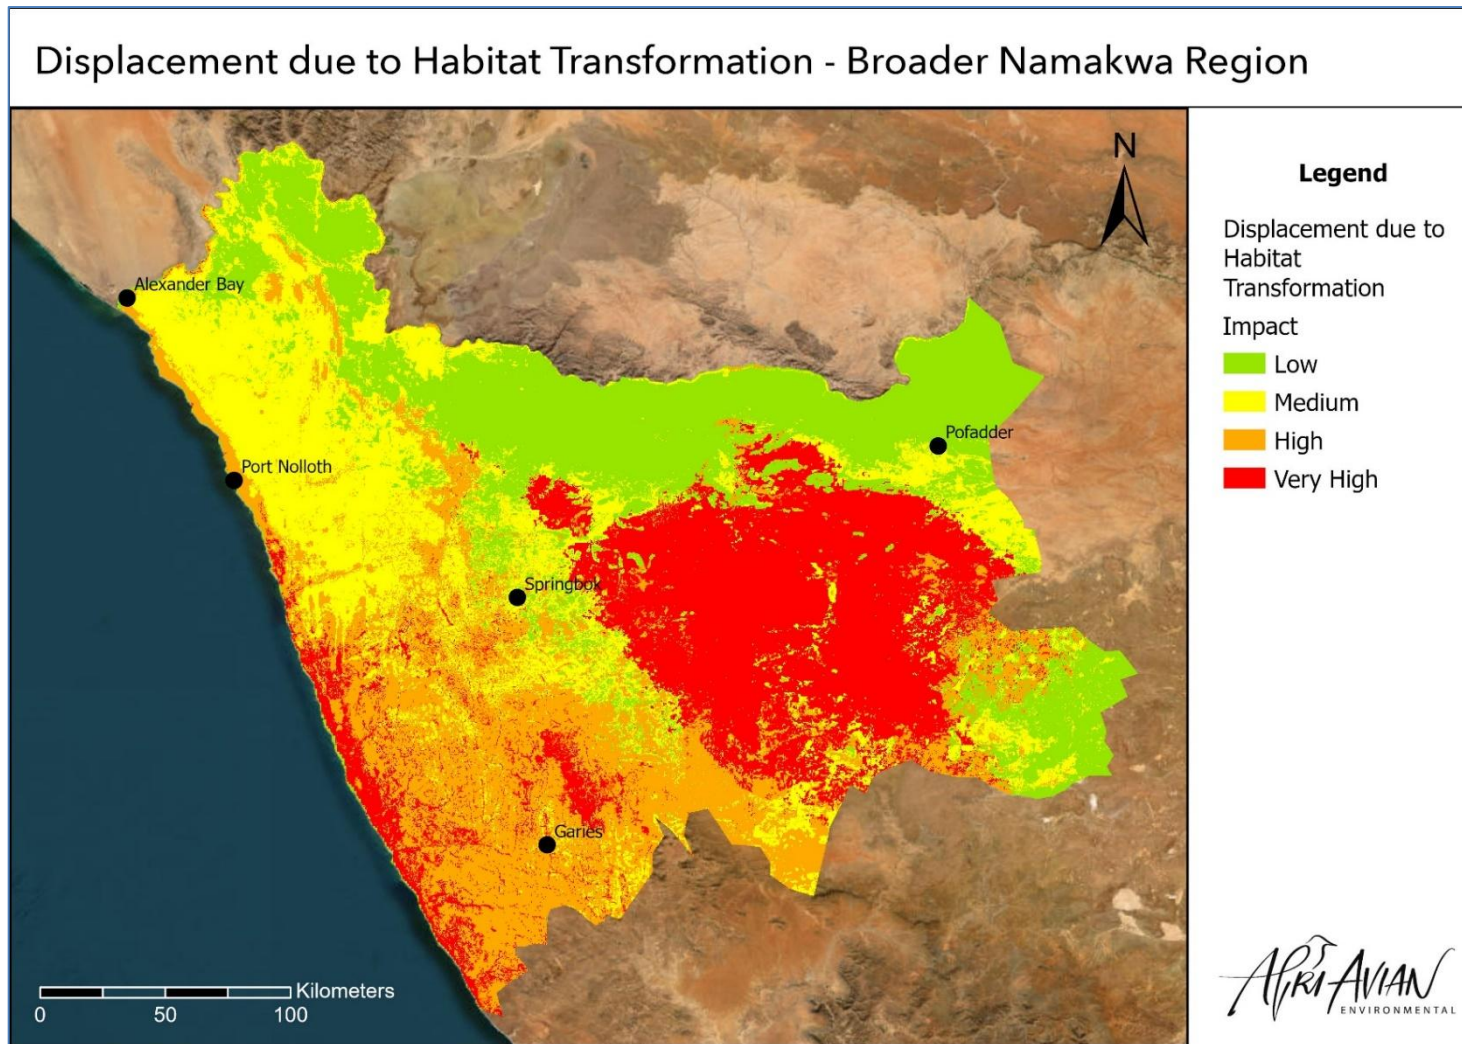 Displacement due to Habitat Transformation - Broader Namakwa Region
N
Alexander Bay
Port Nolloth
Pofadder
Springbok
Garies
Kilometers
0 50 100
Legend
Displacement due to
Habitat
Transformation
Impact
Low
Medium
High
Very High
AfriAvian
ENVIRONMENTAL